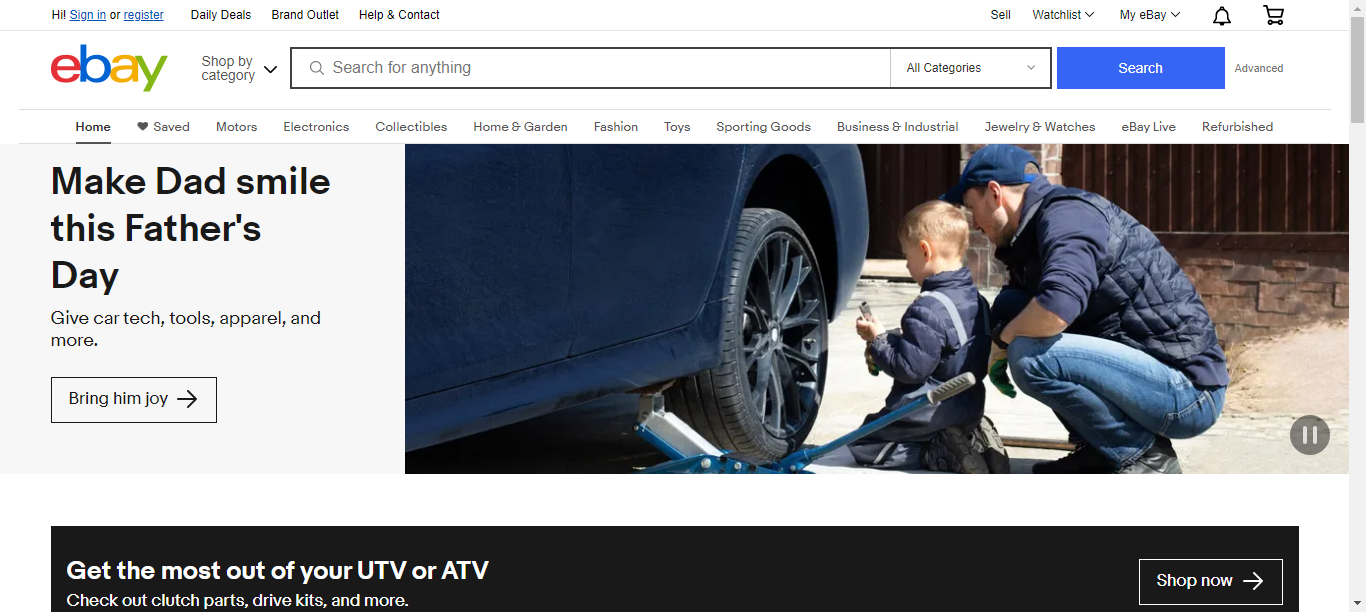 Hi! Sign in or register
Daily Deals
Brand Outlet
Help & Contact
Sell
Watchlist
My eBay
ebay
Shop by
category
Search for anything
All Categories
Search
Advanced
Home
Saved
Motors
Electronics
Collectibles
Home & Garden
Fashion
Toys
Sporting Goods
Business & Industrial
Jewelry & Watches
eBay Live
Refurbished
Make Dad smile
this Father's
Day
Give car tech, tools, apparel, and
more.
Bring him joy
Get the most out of your UTV or ATV
Check out clutch parts, drive kits, and more.
Shop now